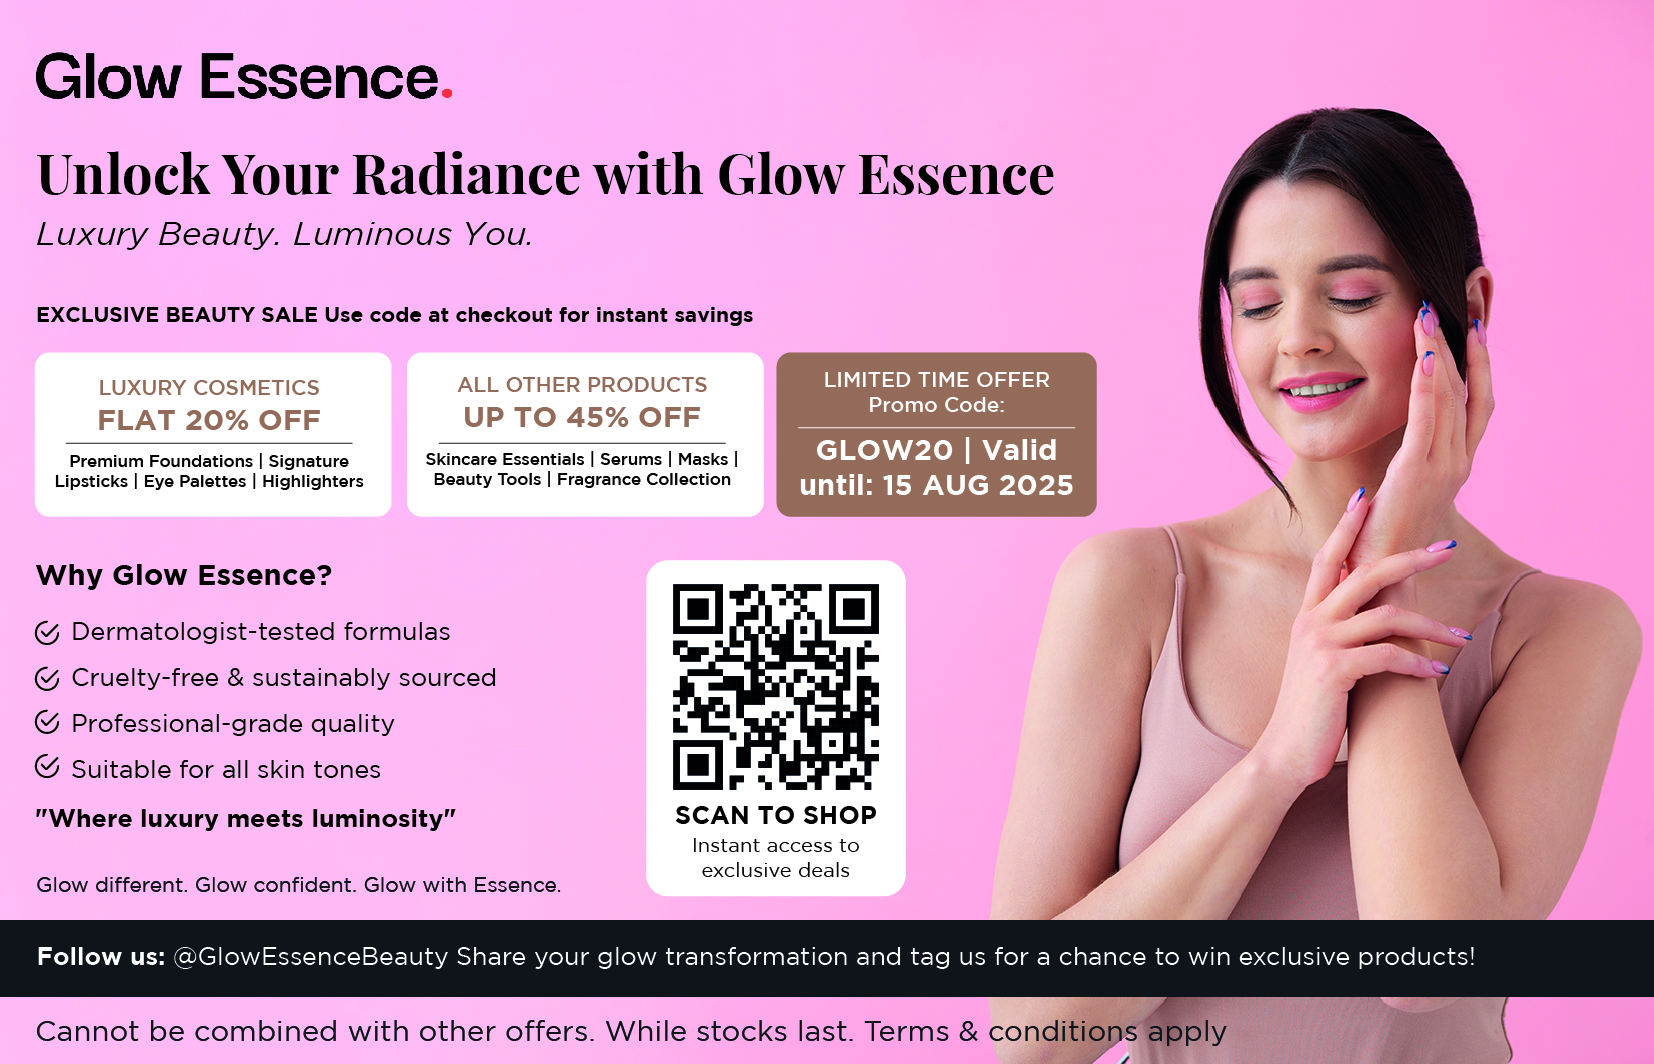 Glow Essence.
Unlock Your Radiance with Glow Essence
Luxury Beauty. Luminous You.
EXCLUSIVE BEAUTY SALE Use code at checkout for instant savings
LUXURY COSMETICS
FLAT 20% OFF
Premium Foundations | Signature
Lipsticks | Eye Palettes | Highlighters
ALL OTHER PRODUCTS
UP TO 45% OFF
Skincare Essentials | Serums | Masks |
Beauty Tools | Fragrance Collection
LIMITED TIME OFFER
Promo Code:
GLOW20 | Valid
until: 15 AUG 2025
Why Glow Essence?
Dermatologist-tested formulas
Cruelty-free & sustainably sourced
Professional-grade quality
Suitable for all skin tones
"Where luxury meets luminosity"
Glow different. Glow confident. Glow with Essence.
SCAN TO SHOP
Instant access to
exclusive deals
Follow us: @GlowEssenceBeauty Share your glow transformation and tag us for a chance to win exclusive products!
Cannot be combined with other offers. While stocks last. Terms & conditions apply